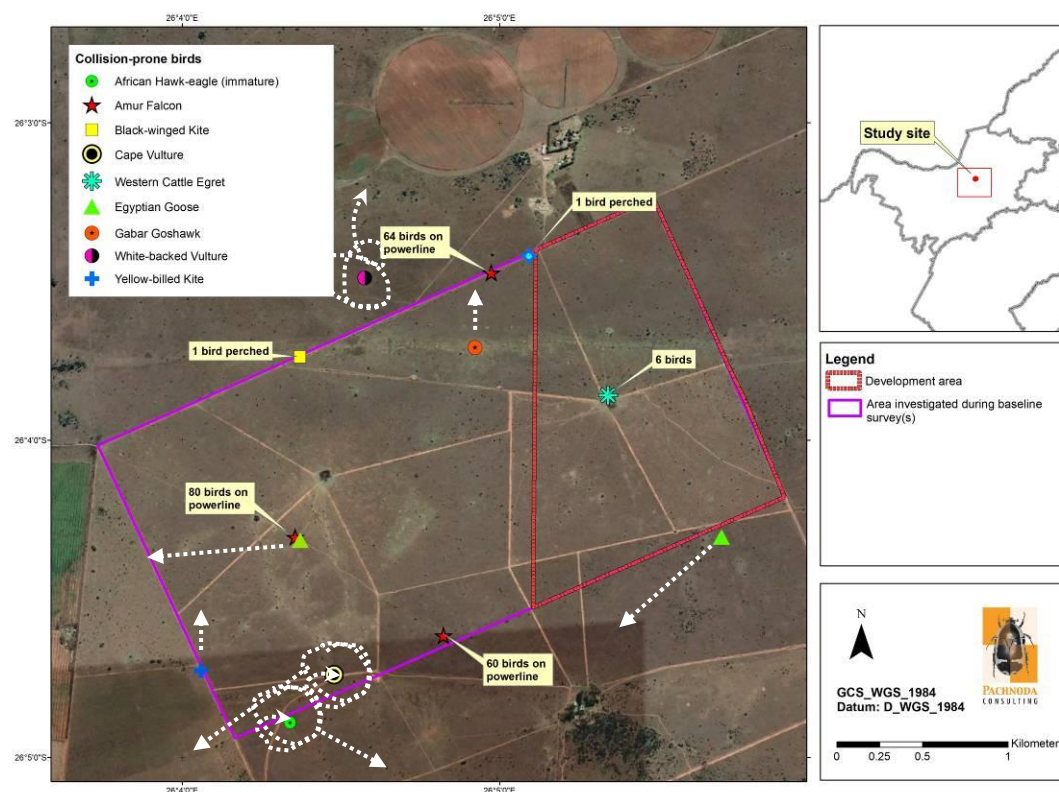 26°4'0"E
26°5'0"E
Collision-prone birds
African Hawk-eagle (immature)
Amur Falcon
Black-winged Kite
Cape Vulture
Western Cattle Egret
Egyptian Goose
Gabar Goshawk
White-backed Vulture
Yellow-billed Kite
26°3'0"S
26°4'0"S
26°5'0"S
1 bird perched
64 birds on
powerline
1 bird perched
6 birds
80 birds on
powerline
60 birds on
powerline
26°4'0"E
26°5'0"E
Study site
Legend
Development area
Area investigated during baseline
survey(s)
N
PACHNODA
CONSULTING
GCS_WGS_1984
Datum: D_WGS_1984
Kilometer
0 0.25 0.5 1